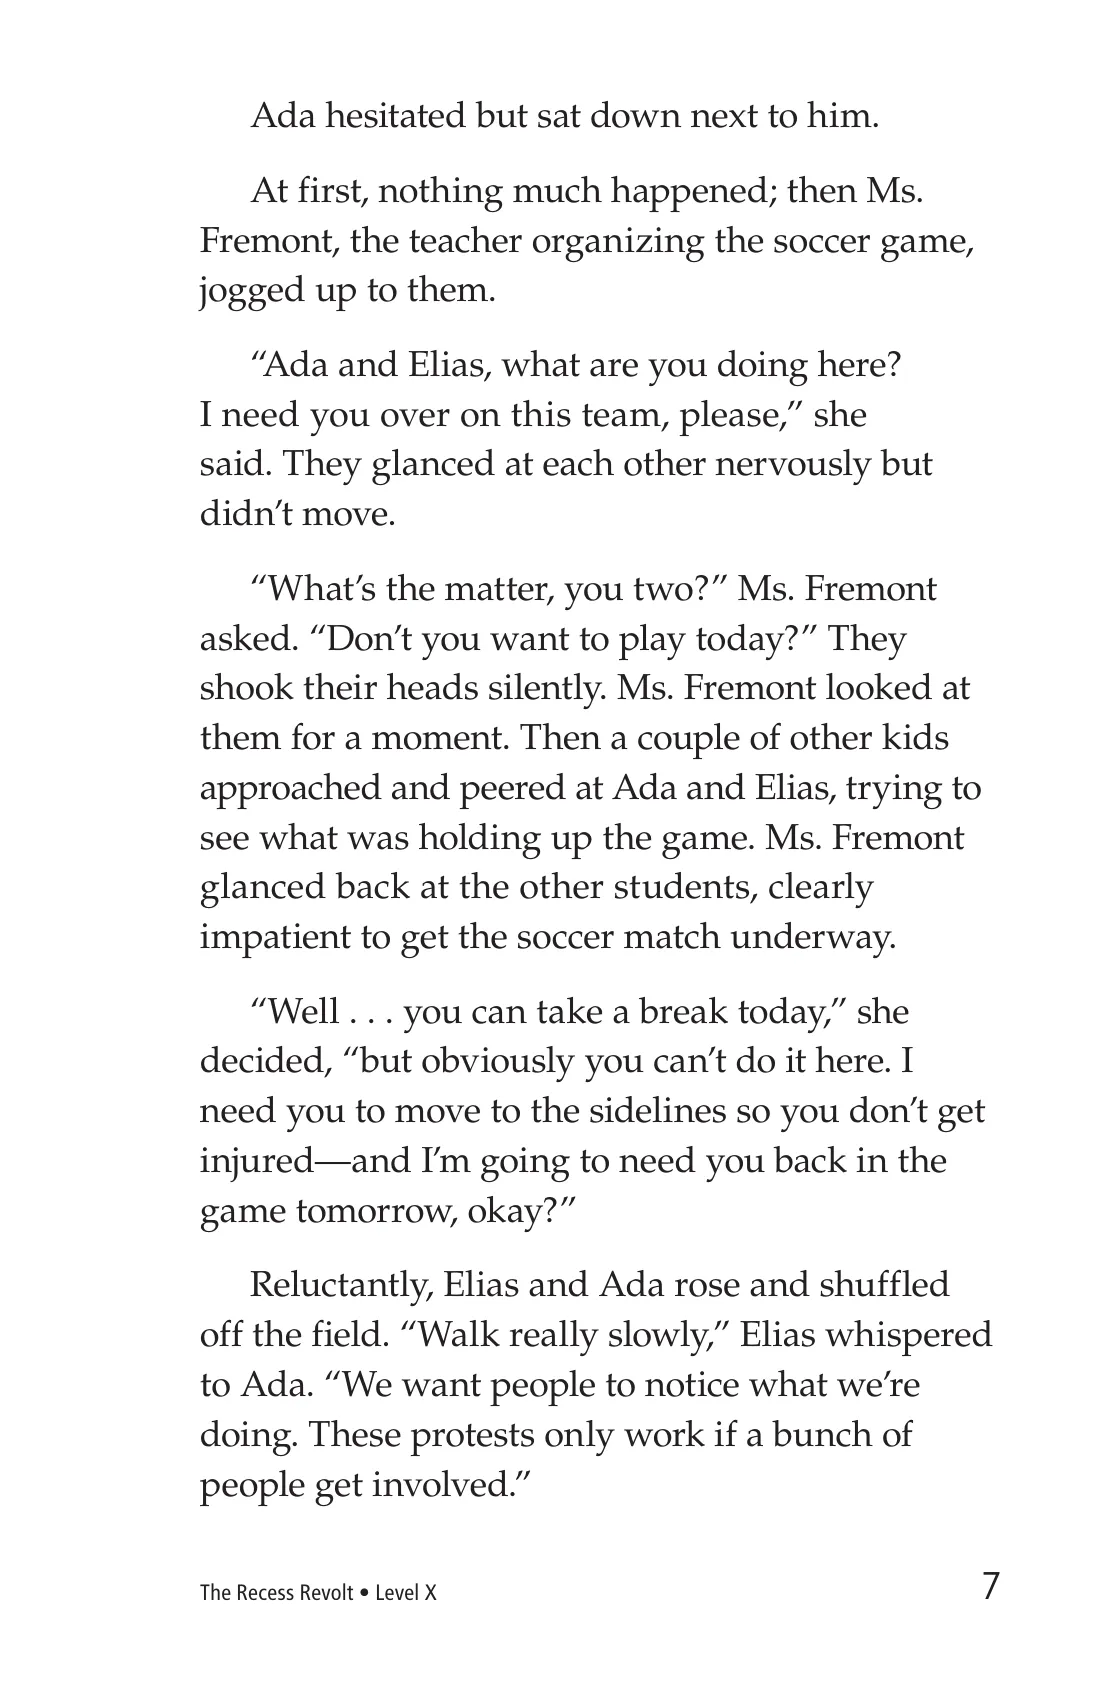 Ada hesitated but sat down next to him.
At first, nothing much happened; then Ms.
Fremont, the teacher organizing the soccer game,
jogged up to them.
“Ada and Elias, what are you doing here?
I need you over on this team, please,” she
said. They glanced at each other nervously but
didn’t move.
“What’s the matter, you two?” Ms. Fremont
asked. “Don’t you want to play today?” They
shook their heads silently. Ms. Fremont looked at
them for a moment. Then a couple of other kids
approached and peered at Ada and Elias, trying to
see what was holding up the game. Ms. Fremont
glanced back at the other students, clearly
impatient to get the soccer match underway.
“Well . . . you can take a break today,” she
decided, “but obviously you can’t do it here. I
need you to move to the sidelines so you don’t get
injured—and I’m going to need you back in the
game tomorrow, okay?”
Reluctantly, Elias and Ada rose and shuffled
off the field. “Walk really slowly,” Elias whispered
to Ada. “We want people to notice what we’re
doing. These protests only work if a bunch of
people get involved.”
The Recess Revolt • Level X
7